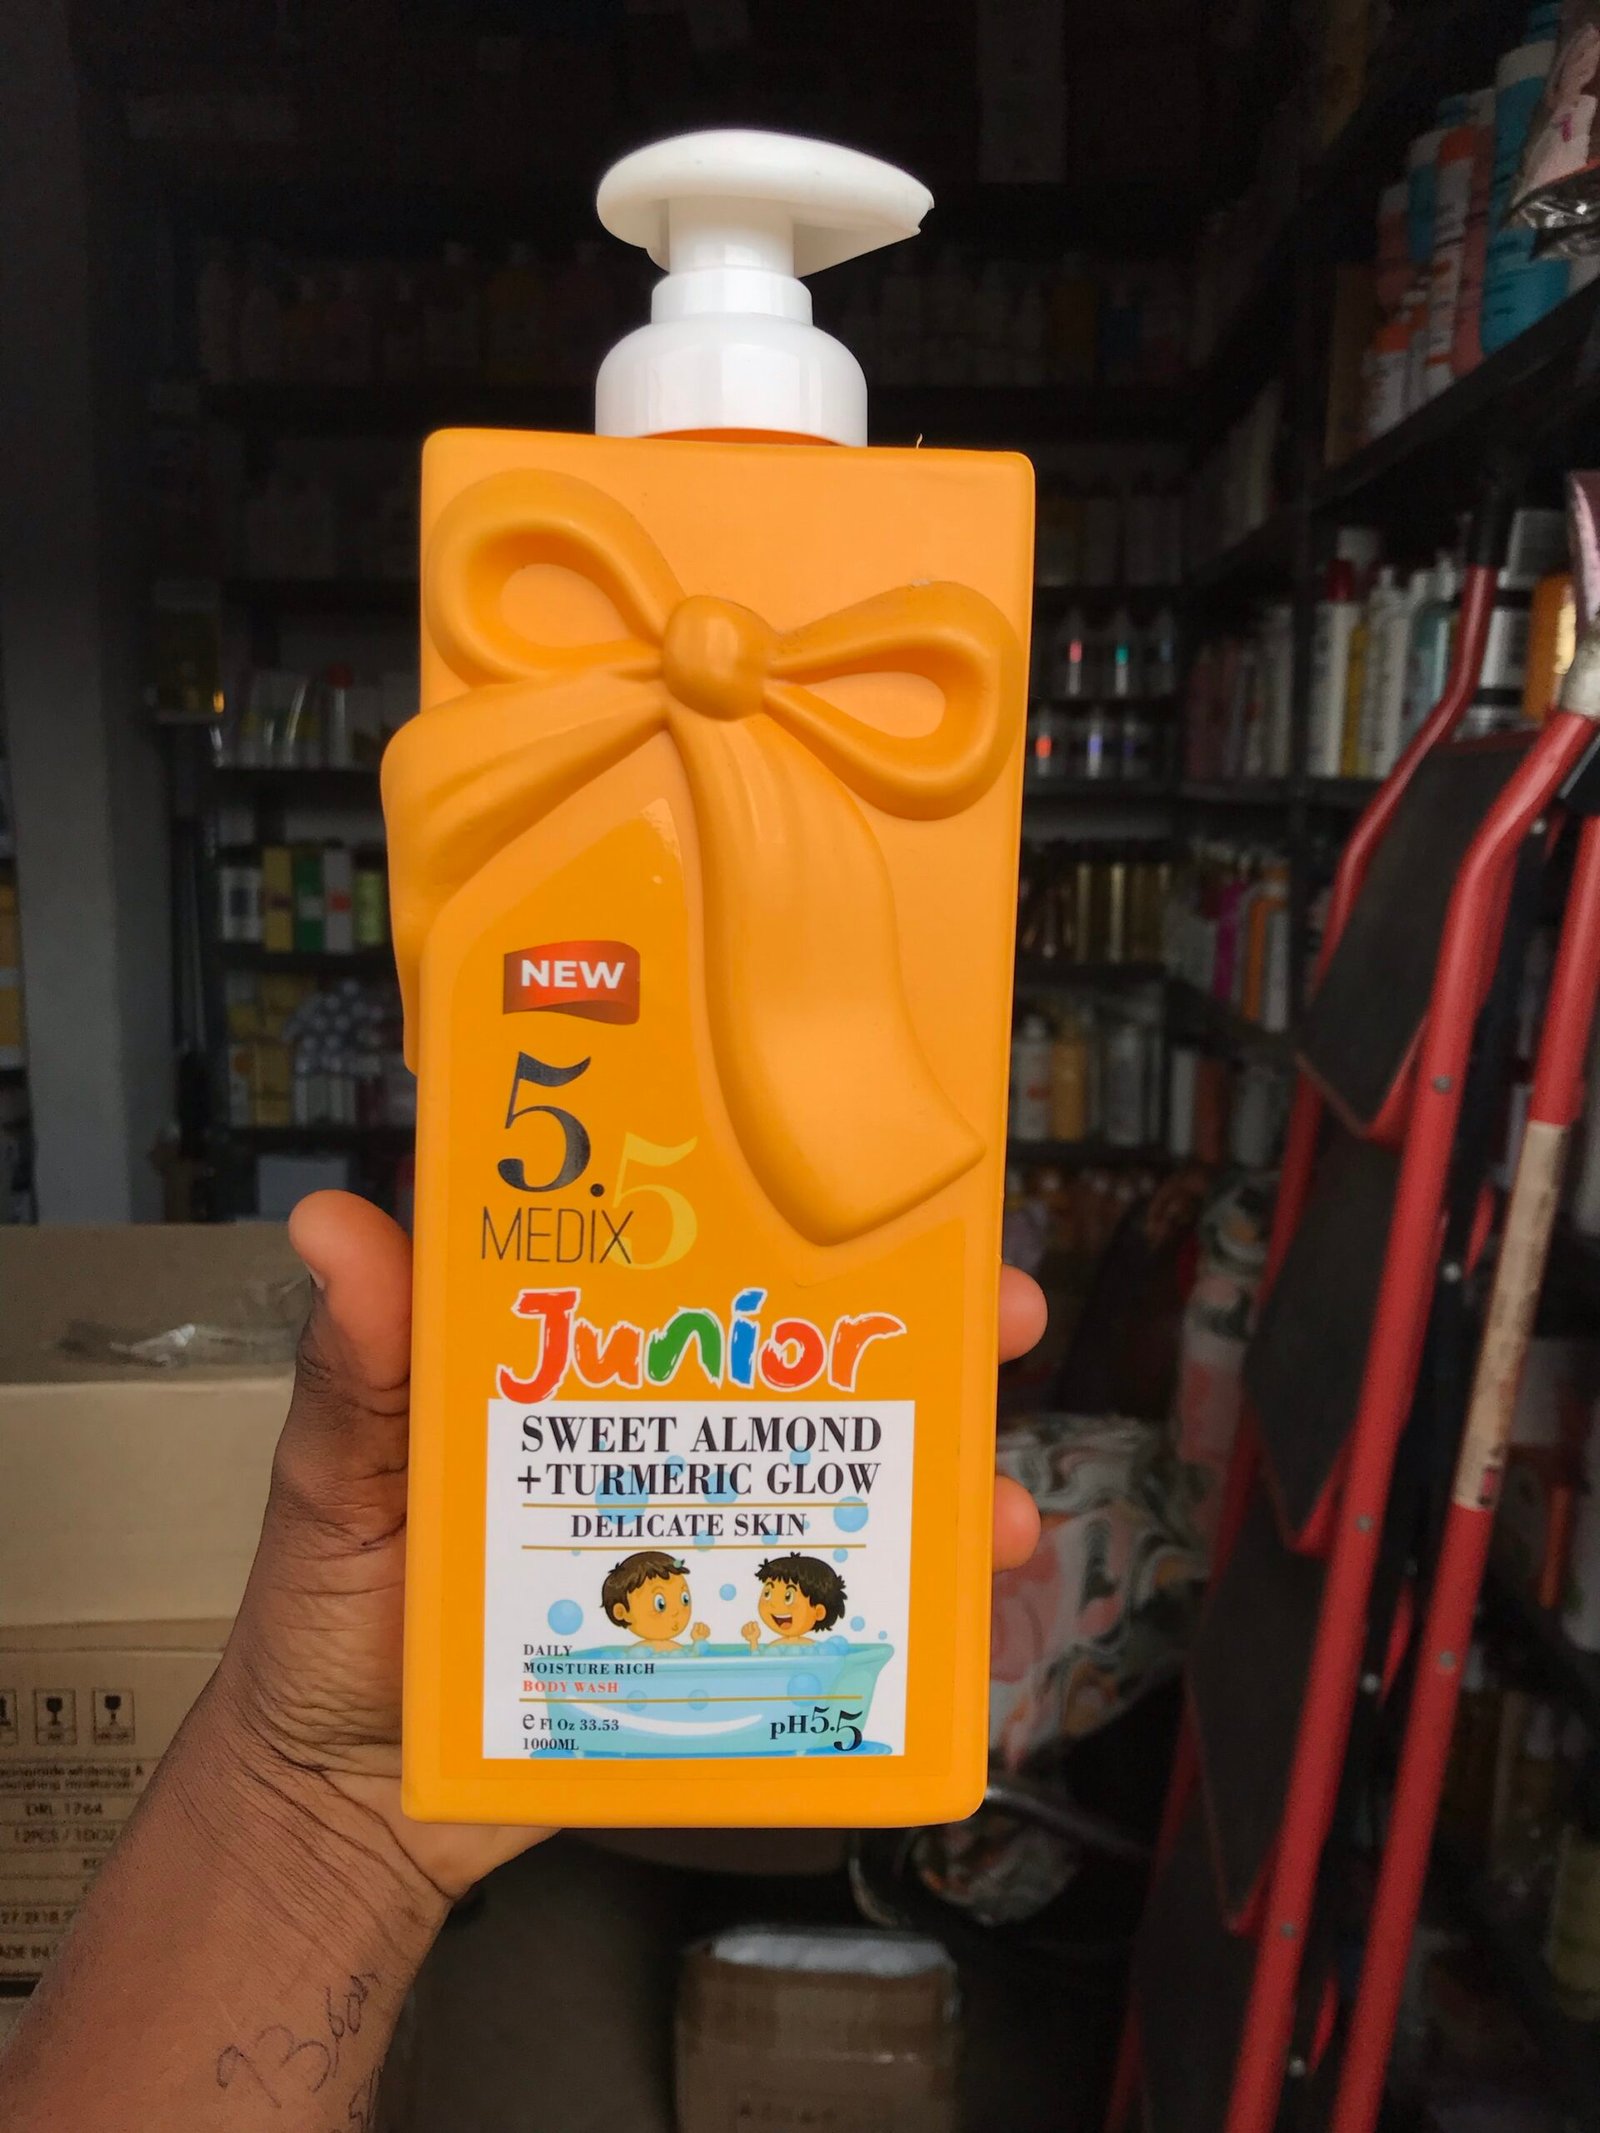 NEW
5.5
MEDIX
Junior
SWEET ALMOND
+TURMERIC GLOW
DELICATE SKIN
DAILY
MOISTURE RICH
BODY WASH
e Fl Oz 33.53
1000ML
pH5.5
DRL 1764